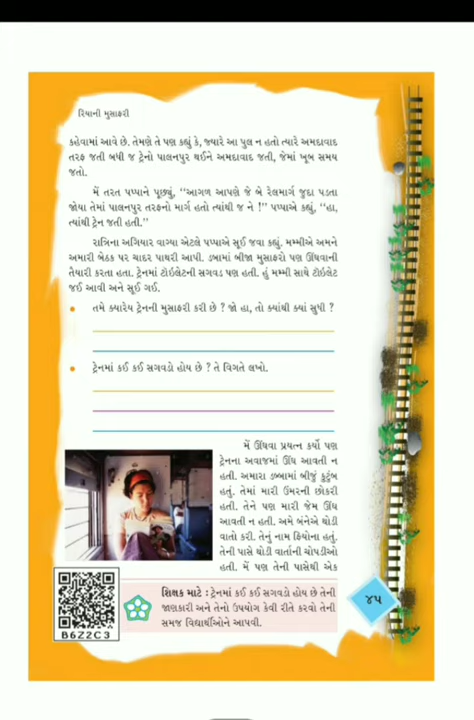 રિયાની મુસાફરી
કહેવામાં આવે છે. તેમણે તે પણ કહ્યું કે, જ્યારે આ પુલ ન હતો ત્યારે અમદાવાદ
તરફ જતી બધી જ ટ્રેનો પાલનપુર થઈને અમદાવાદ જતી, જેમાં ખૂબ સમય
જતો.
મેં તરત પપ્પાને પૂછ્યું, “આગળ આપણે જે બે રેલમાર્ગ જુદા પડતા
જોયા તેમાં પાલનપુર તરફનો માર્ગ હતો ત્યાંથી જ ને !” પપ્પાએ કહ્યું, “હા,
ત્યાંથી ટ્રેન જતી હતી.”
રાત્રિના અગિયાર વાગ્યા એટલે પપ્પાએ સૂઈ જવા કહ્યું. મમ્મીએ અમને
અમારી બેઠક પર ચાદર પાથરી આપી. ડબામાં બીજા મુસાફરો પણ ઊંઘવાની
તૈયારી કરતા હતા. ટ્રેનમાં ટૉઇલેટની સગવડ પણ હતી. હું મમ્મી સાથે ટૉઇલેટ
જઈ આવી અને સૂઈ ગઈ.
• તમે ક્યારેય ટ્રેનની મુસાફરી કરી છે ? જો હા, તો ક્યાંથી ક્યાં સુધી ?
• ટ્રેનમાં કઈ કઈ સગવડો હોય છે ? તે વિગતે લખો.
મેં ઊંઘવા પ્રયત્ન કર્યો પણ
ટ્રેનના અવાજમાં ઊંઘ આવતી ન
હતી. અમારા ડબ્બામાં બીજું કુટુંબ
હતું. તેમાં મારી ઉંમરની છોકરી
હતી. તેને પણ મારી જેમ ઊંઘ
આવતી ન હતી. અમે બંનેએ થોડી
વાતો કરી. તેનું નામ ફિયોના હતું.
તેની પાસે થોડી વાર્તાની ચોપડીઓ
હતી. મેં પણ તેની પાસેથી એક
શિક્ષક માટે : ટ્રેનમાં કઈ કઈ સગવડો હોય છે તેની
જાણકારી અને તેનો ઉપયોગ કેવી રીતે કરવો તેની
સમજ વિદ્યાર્થીઓને આપવી.
૪૫
B6Z2C3